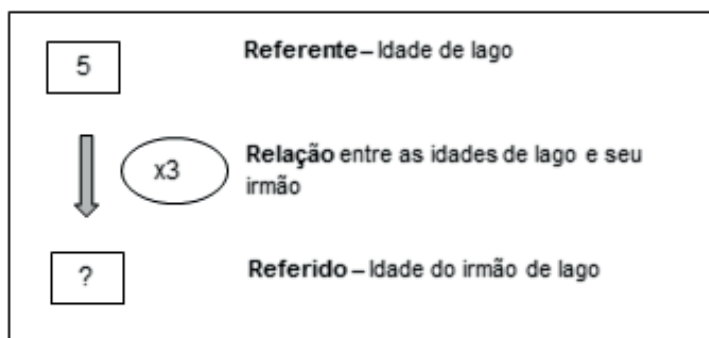 5
Referente – Idade de Iago
x3
Relação entre as idades de Iago e seu
irmão
?
Referido – Idade do irmão de Iago